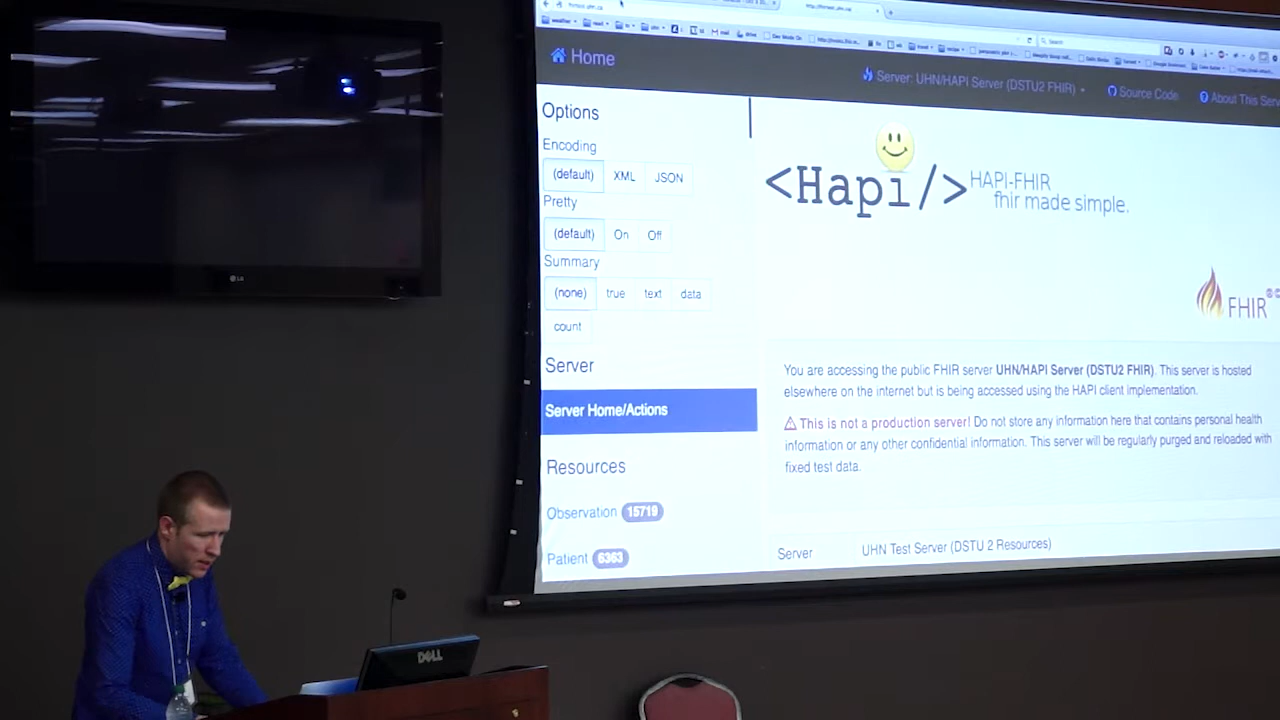 Home
Server: UHN/HAPI Server (DSTU2 FHIR)
Source Code
About This
Options
Encoding
(default) XML JSON
Pretty
(default) On Off
Summary
(none) true text data
count
Server
Server Home/Actions
Resources
Observation 15719
Patient 6363
<Hapi/>
HAPI-FHIR
fhir made simple.
FHIR
You are accessing the public FHIR server UHN/HAPI Server (DSTU2 FHIR). This server is hosted
elsewhere on the internet but is being accessed using the HAPI client implementation.
This is not a production server! Do not store any information here that contains personal health
information or any other confidential information. This server will be regularly purged and reloaded with
fixed test data.
Server UHN Test Server (DSTU 2 Resources)
LG
DELL